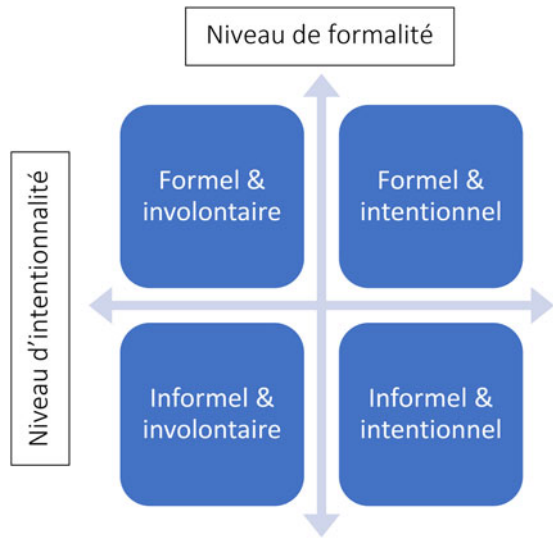 Niveau de formalité
Niveau d'intentionnalité
Formel &
involontaire
Formel &
intentionnel
Informel &
involontaire
Informel &
intentionnel